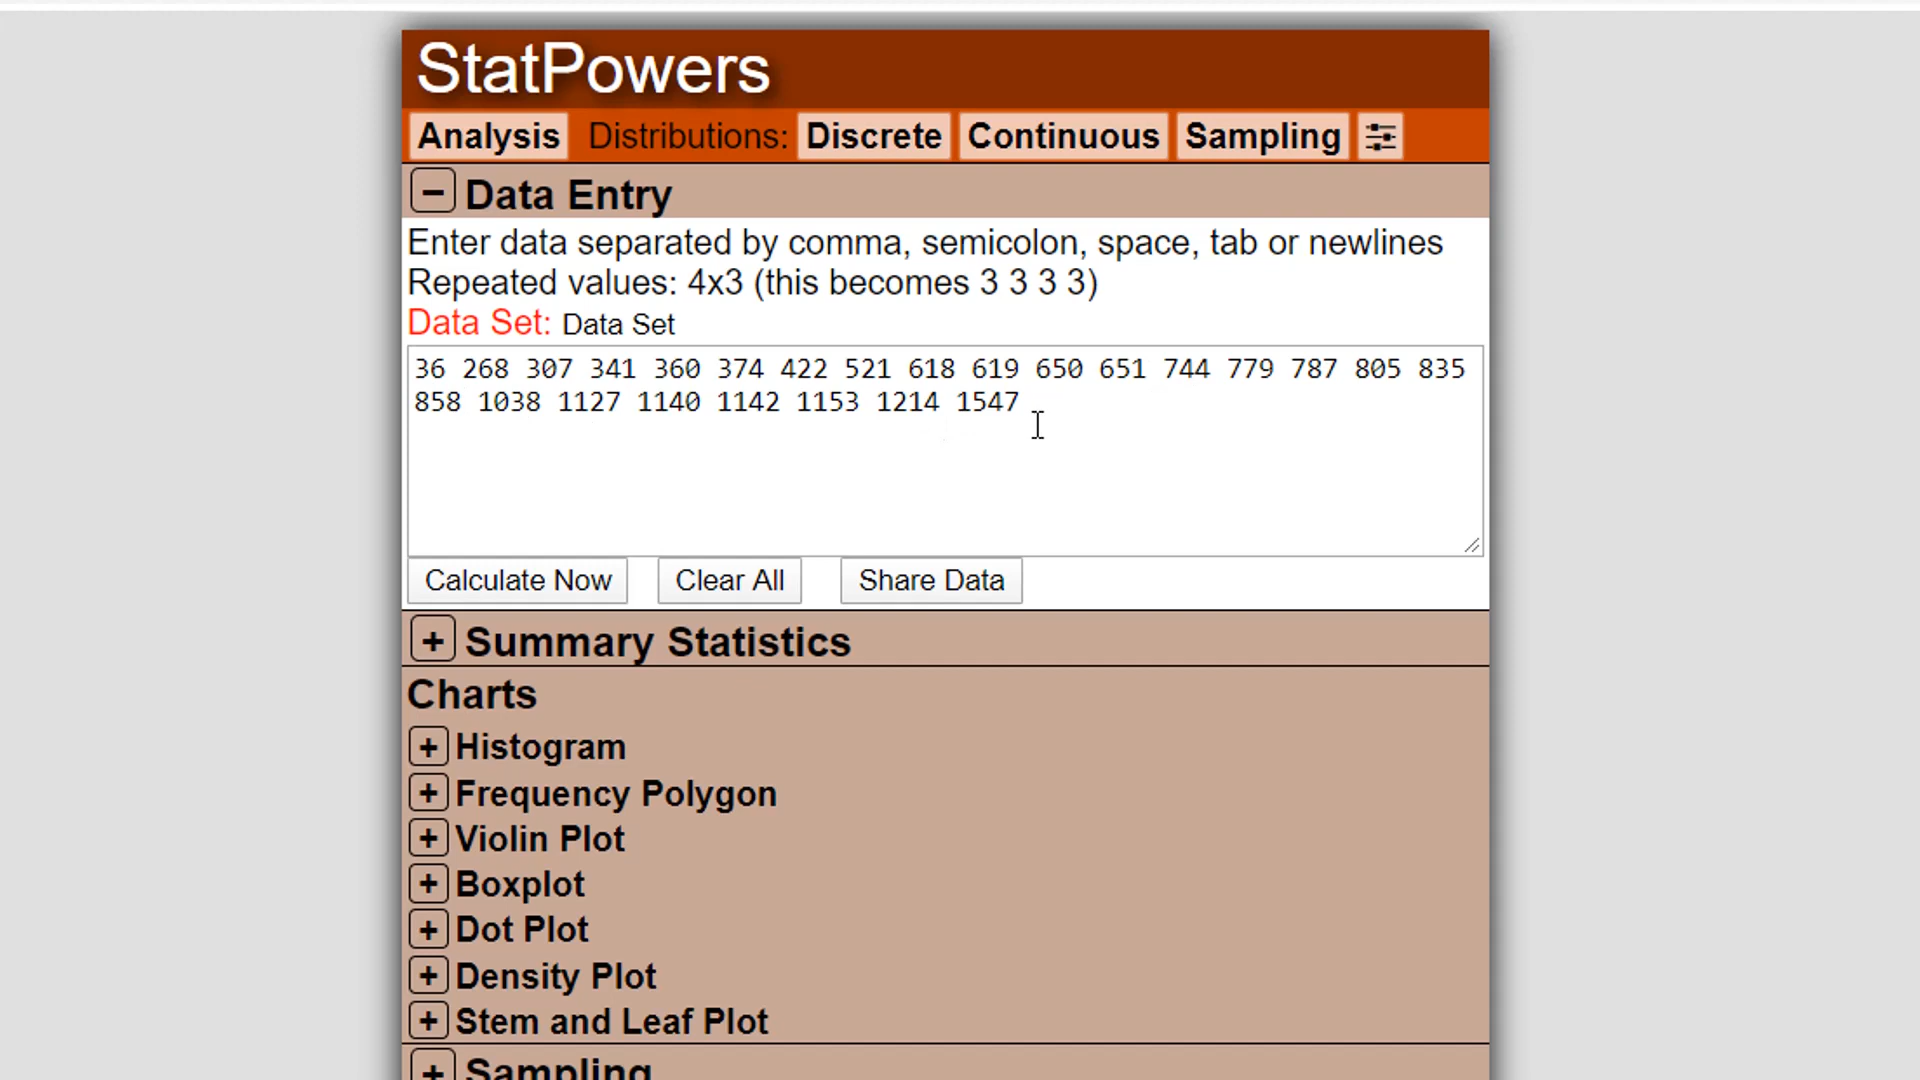 StatPowers
Analysis Distributions: Discrete Continuous Sampling
− Data Entry
Enter data separated by comma, semicolon, space, tab or newlines
Repeated values: 4x3 (this becomes 3 3 3 3)
Data Set: Data Set
36 268 307 341 360 374 422 521 618 619 650 651 744 779 787 805 835
858 1038 1127 1140 1142 1153 1214 1547
Calculate Now Clear All Share Data
+ Summary Statistics
Charts
+ Histogram
+ Frequency Polygon
+ Violin Plot
+ Boxplot
+ Dot Plot
+ Density Plot
+ Stem and Leaf Plot
+ Sampling